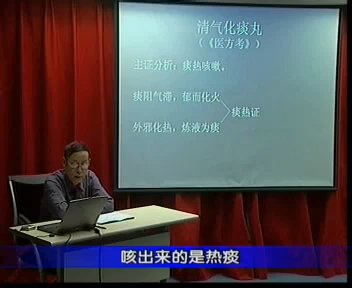 清气化痰丸
（《医方考》）
主证分析：痰热咳嗽。
痰阻气滞，郁而化火
痰热证
外邪化热，炼液为痰
咳出来的是热痰